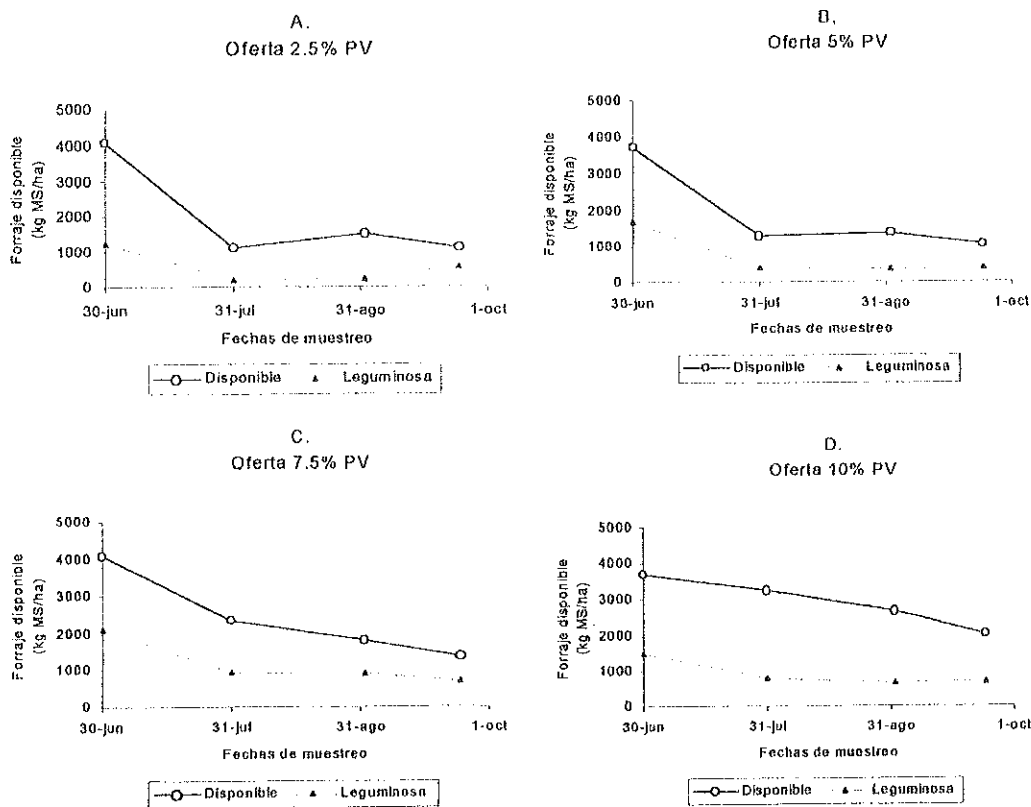 A.
Oferta 2.5% PV
Forraje disponible
(kg MS/ha)
5000
4000
3000
2000
1000
0
30-jun
31-jul
31-ago
1-oct
Fechas de muestreo
Disponible
Leguminosa
B.
Oferta 5% PV
Forraje disponible
(kg MS/ha)
5000
4000
3000
2000
1000
0
30-jun
31-jul
31-ago
1-oct
Fechas de muestreo
Disponible
Leguminosa
C.
Oferta 7.5% PV
Forraje disponible
(kg MS/ha)
5000
4000
3000
2000
1000
0
30-jun
31-jul
31-ago
1-oct
Fechas de muestreo
Disponible
Leguminosa
D.
Oferta 10% PV
Forraje disponible
(kg MS/ha)
5000
4000
3000
2000
1000
0
30-jun
31-jul
31-ago
1-oct
Fechas de muestreo
Disponible
Leguminosa